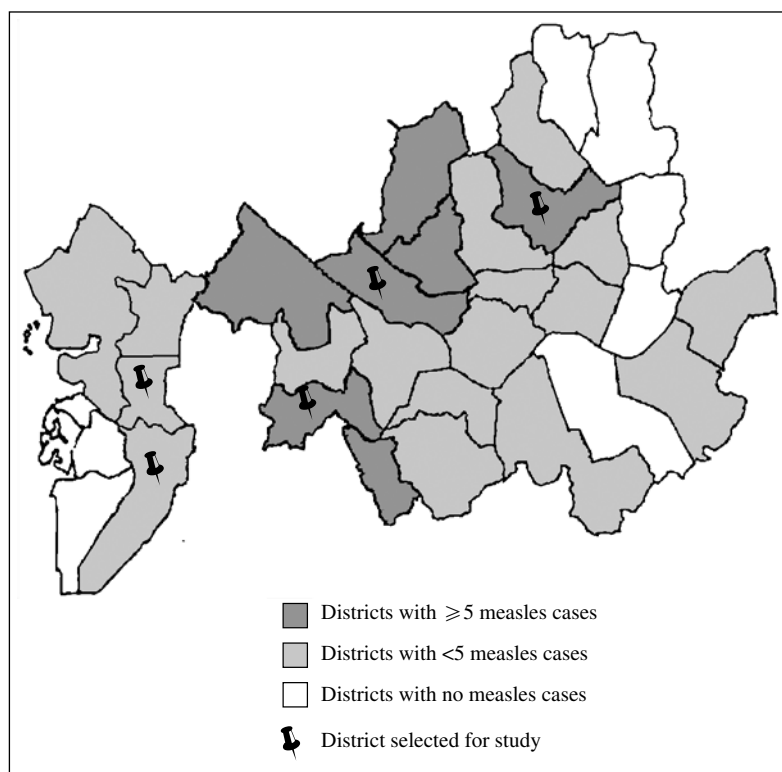 Districts with ⩾5 measles cases
Districts with <5 measles cases
Districts with no measles cases
District selected for study